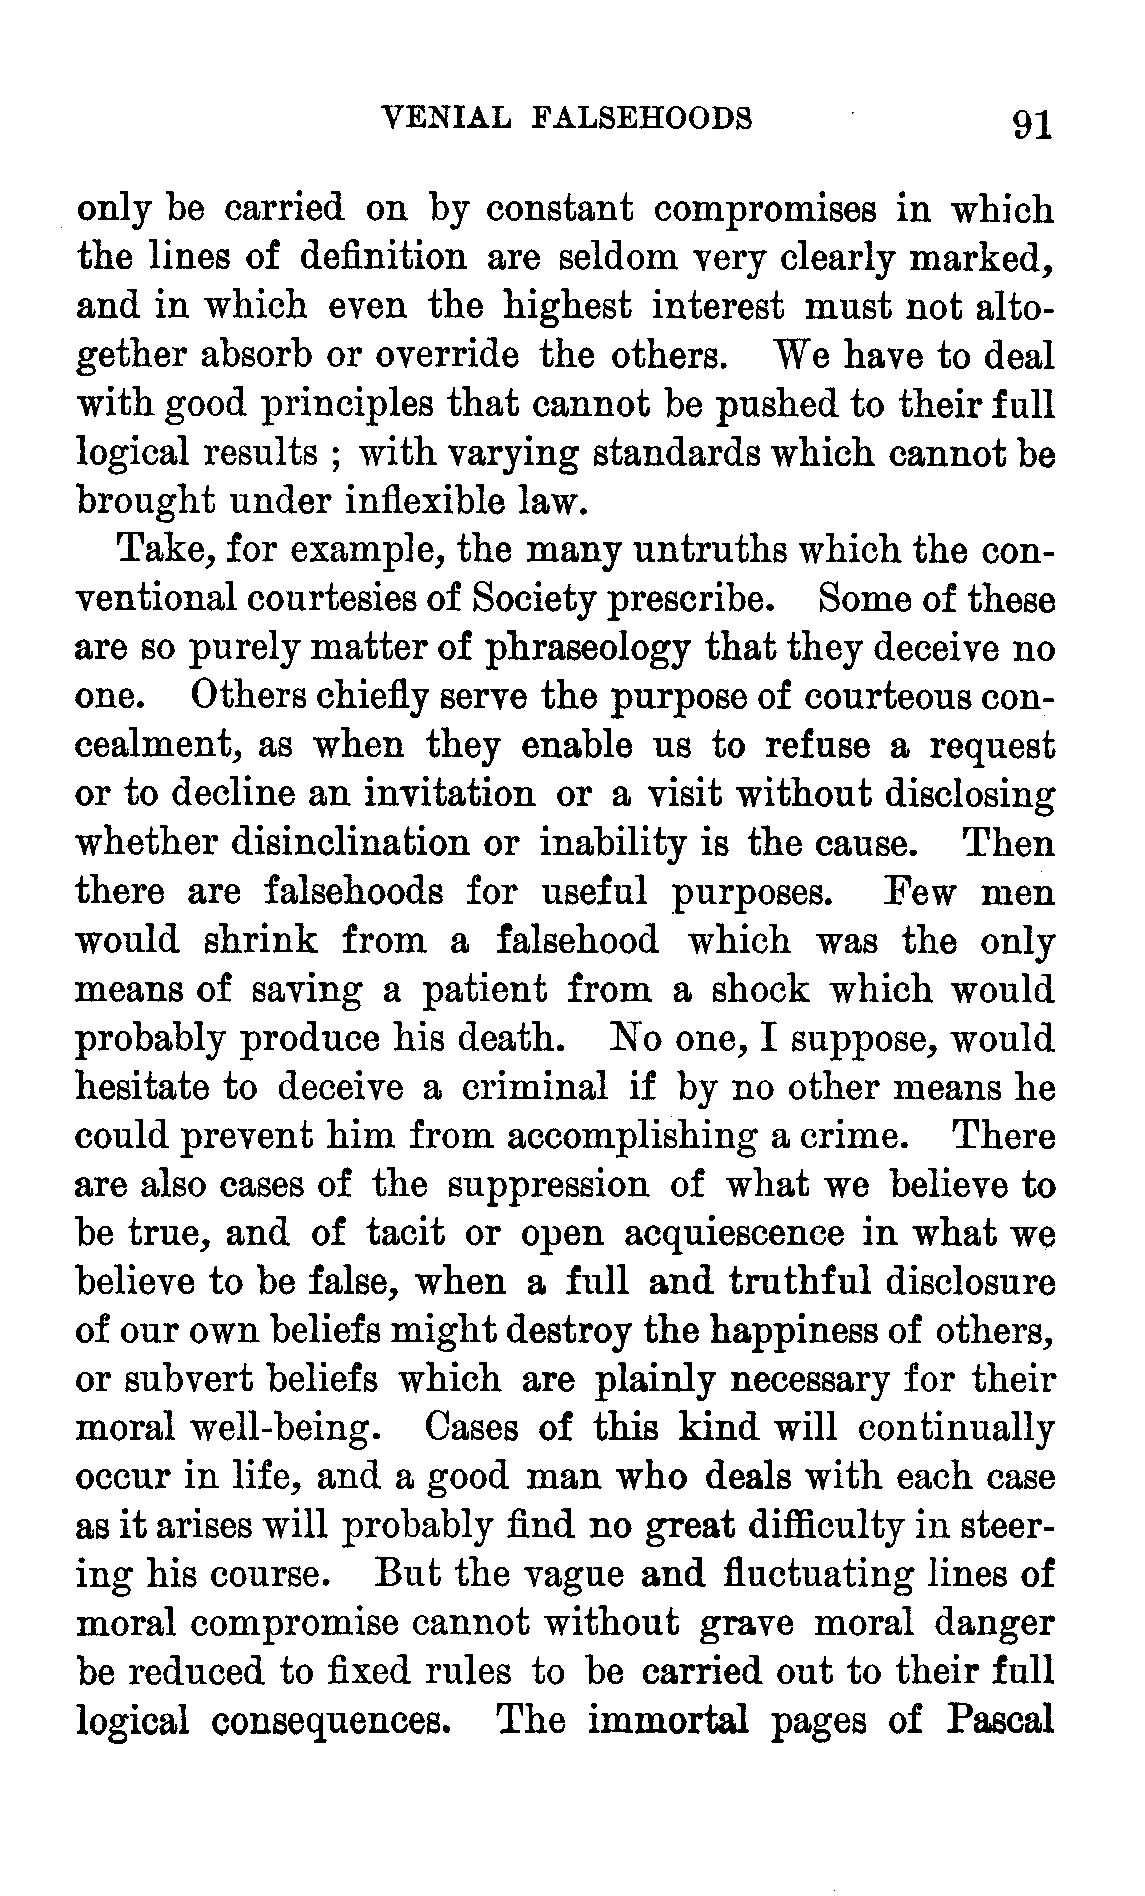 VENIAL FALSEHOODS 91
only be carried on by constant compromises in which
the lines of definition are seldom very clearly marked,
and in which even the highest interest must not alto-
gether absorb or override the others. We have to deal
with good principles that cannot be pushed to their full
logical results ; with varying standards which cannot be
brought under inflexible law.
Take, for example, the many untruths which the con-
ventional courtesies of Society prescribe. Some of these
are so purely matter of phraseology that they deceive no
one. Others chiefly serve the purpose of courteous con-
cealment, as when they enable us to refuse a request
or to decline an invitation or a visit without disclosing
whether disinclination or inability is the cause. Then
there are falsehoods for useful purposes. Few men
would shrink from a falsehood which was the only
means of saving a patient from a shock which would
probably produce his death. No one, I suppose, would
hesitate to deceive a criminal if by no other means he
could prevent him from accomplishing a crime. There
are also cases of the suppression of what we believe to
be true, and of tacit or open acquiescence in what we
believe to be false, when a full and truthful disclosure
of our own beliefs might destroy the happiness of others,
or subvert beliefs which are plainly necessary for their
moral well-being. Cases of this kind will continually
occur in life, and a good man who deals with each case
as it arises will probably find no great difficulty in steer-
ing his course. But the vague and fluctuating lines of
moral compromise cannot without grave moral danger
be reduced to fixed rules to be carried out to their full
logical consequences. The immortal pages of Pascal